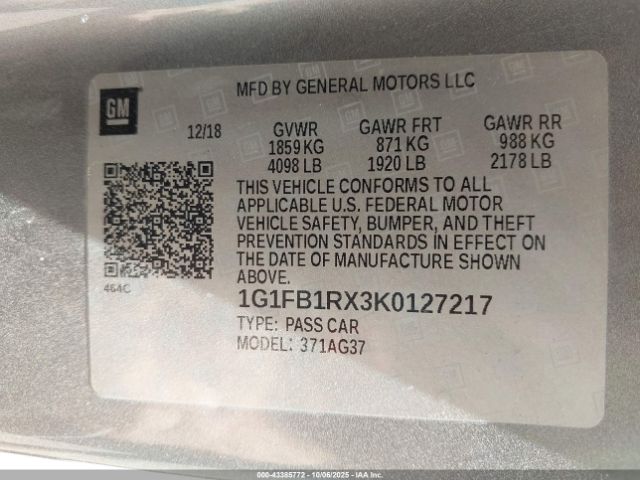 MFD BY GENERAL MOTORS LLC
GM
12/18
GVWR GAWR FRT GAWR RR
1859 KG 871 KG 988 KG
4098 LB 1920 LB 2178 LB
THIS VEHICLE CONFORMS TO ALL
APPLICABLE U.S. FEDERAL MOTOR
VEHICLE SAFETY, BUMPER, AND THEFT
PREVENTION STANDARDS IN EFFECT ON
THE DATE OF MANUFACTURE SHOWN
ABOVE.
464C
1G1FB1RX3K0127217
TYPE: PASS CAR
MODEL: 371AG37
000-43385772 - 10/06/2025 - IAA Inc.